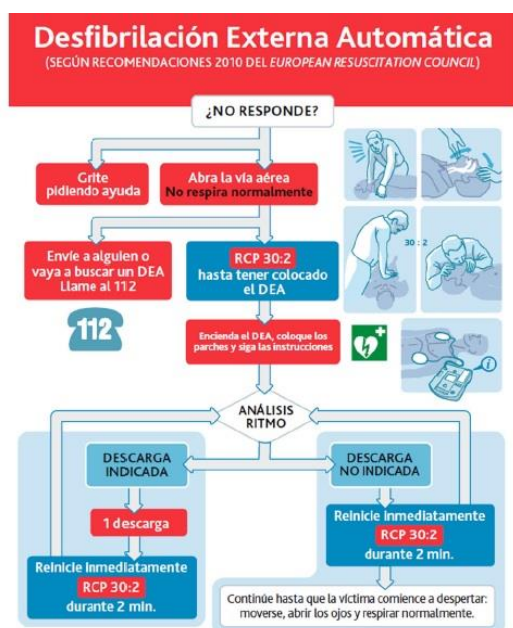 Desfibrilación Externa Automática
(SEGÚN RECOMENDACIONES 2010 DEL EUROPEAN RESUSCITATION COUNCIL)
¿NO RESPONDE?
Grite
pidiendo ayuda
Abra la vía aérea
No respira normalmente
Envíe a alguien o
vaya a buscar un DEA
Llame al 112
RCP 30:2
hasta tener colocado
el DEA
30 : 2
112
Encienda el DEA, coloque los
parches y siga las instrucciones
i
ANÁLISIS
RITMO
DESCARGA
INDICADA
DESCARGA
NO INDICADA
1 descarga
Reinicie inmediatamente
RCP 30:2
durante 2 min.
Reinicie inmediatamente
RCP 30:2
durante 2 min.
Continúe hasta que la víctima comience a despertar:
moverse, abrir los ojos y respirar normalmente.